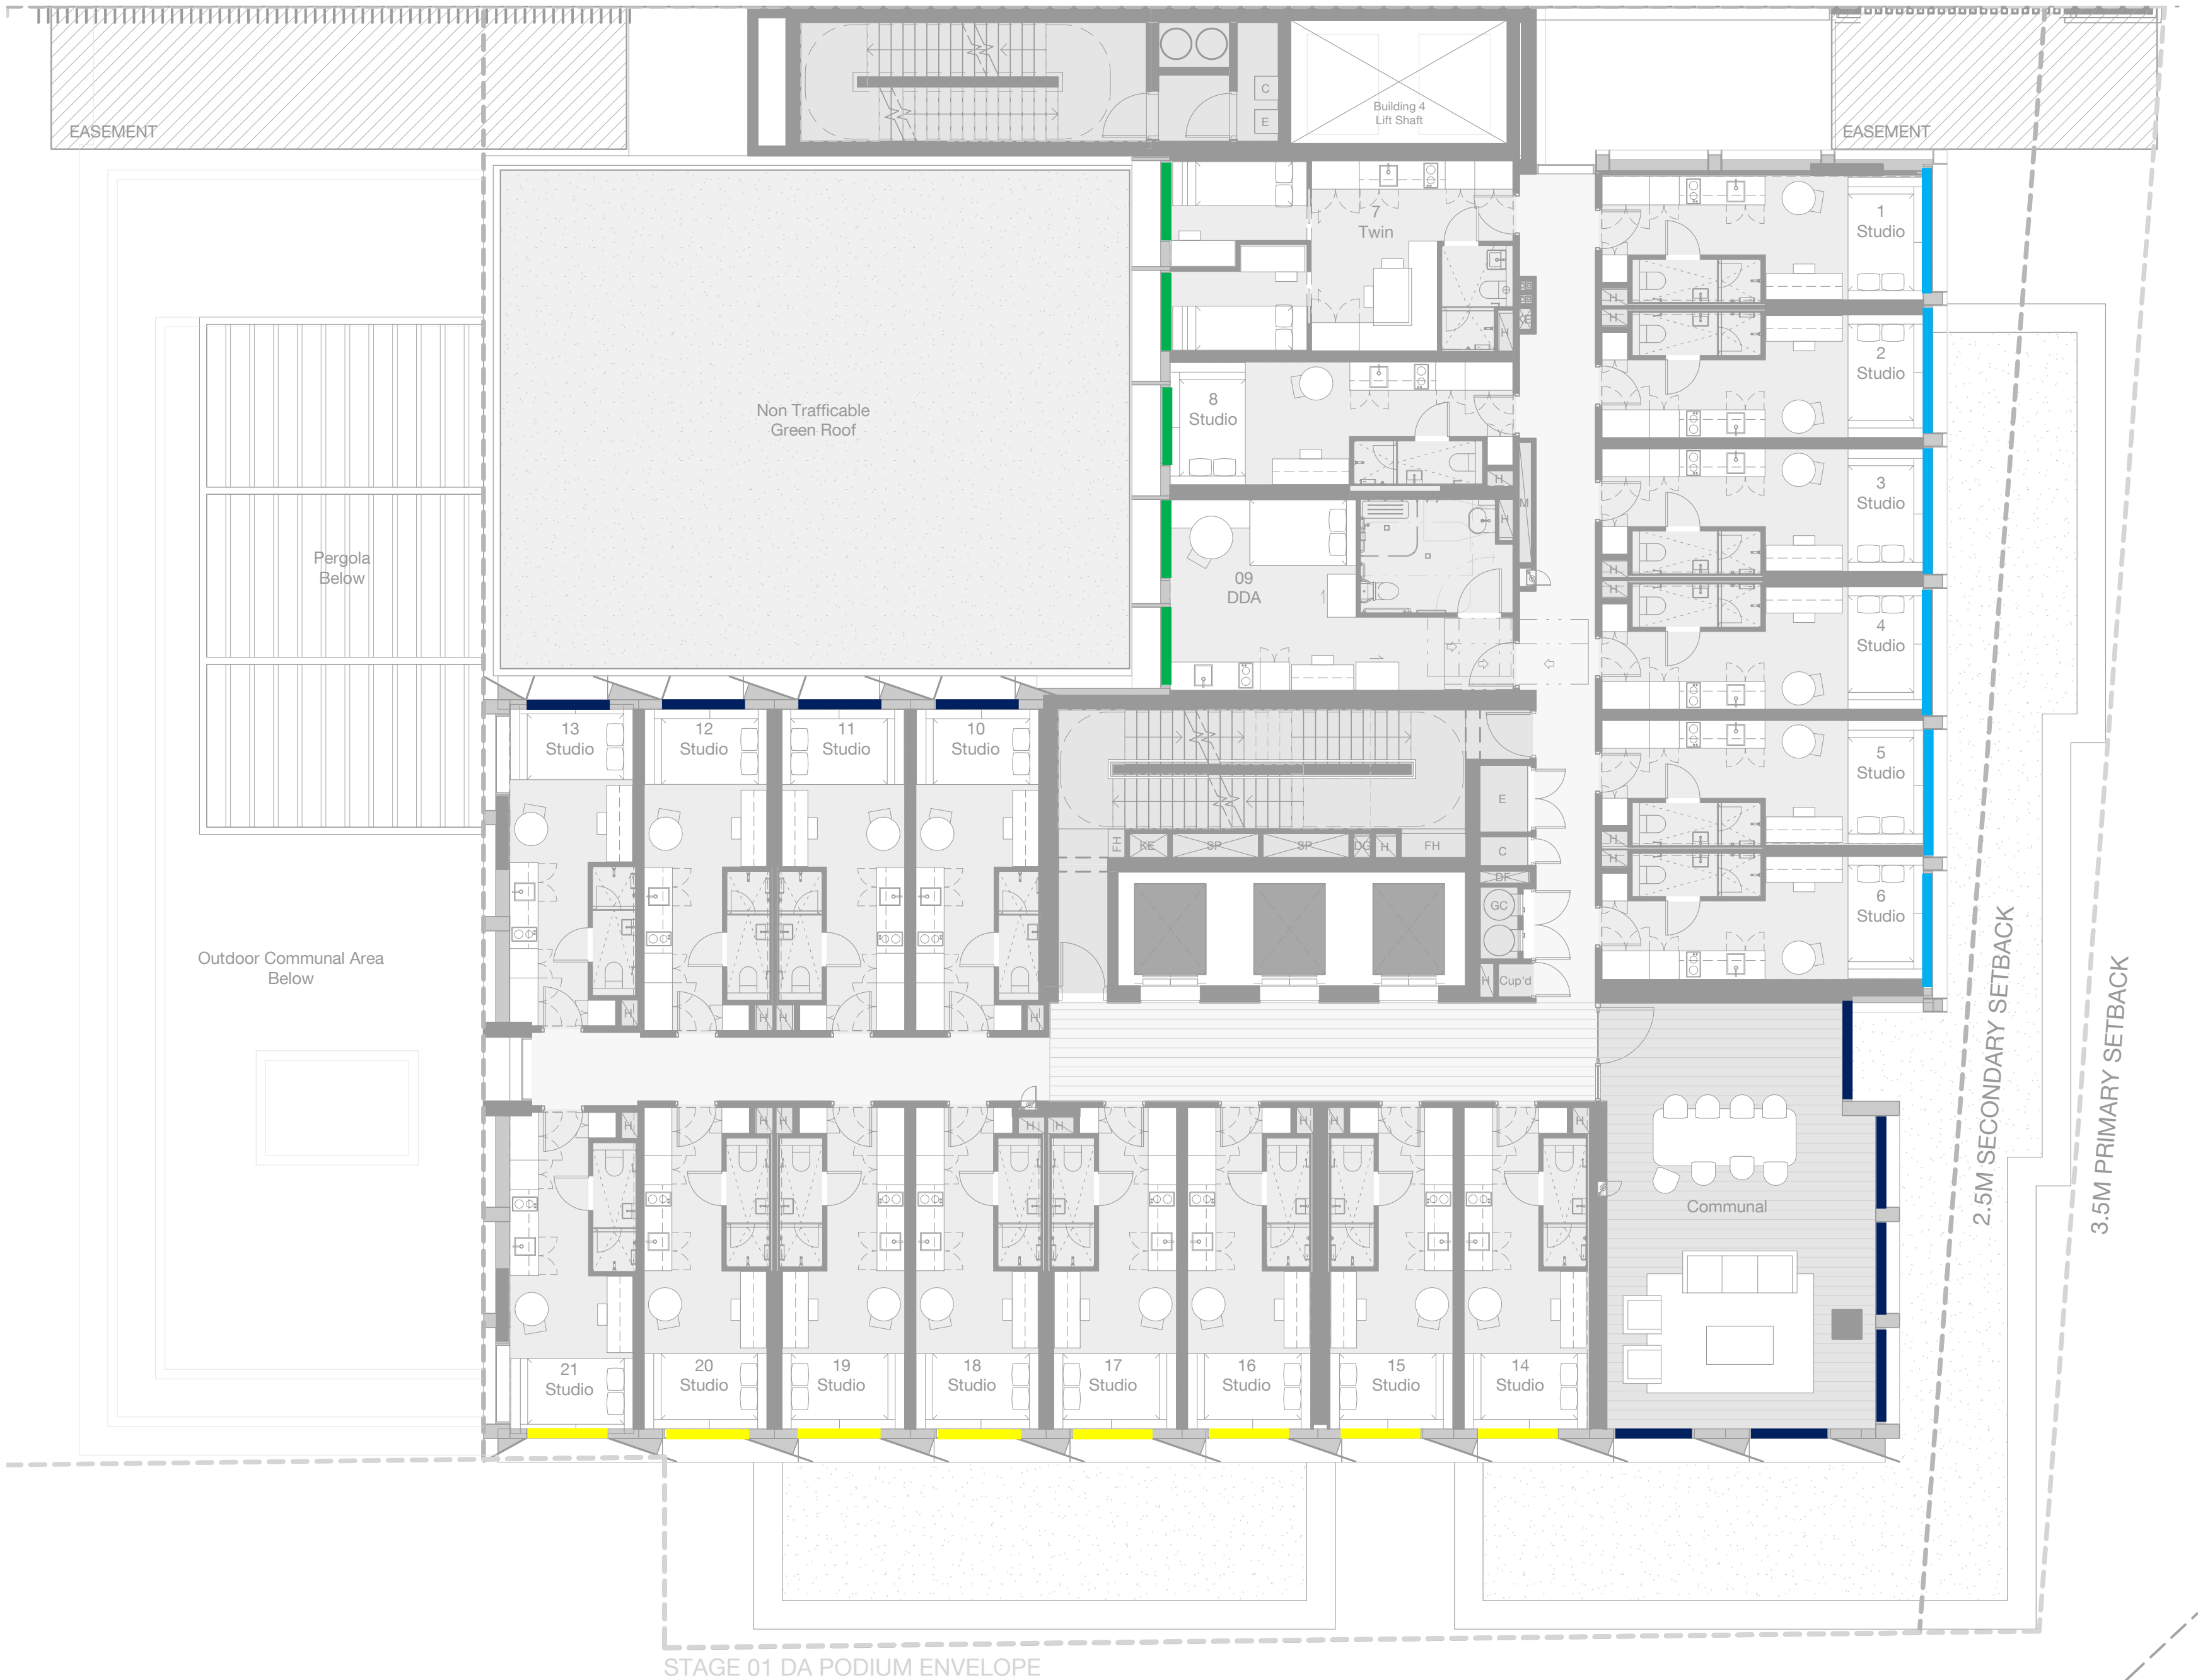 EASEMENT
C
E
Building 4
Lift Shaft
EASEMENT
7
Twin
1
Studio
H
H
KE
H
2
Studio
8
Studio
Non Trafficable
Green Roof
H
M
3
Studio
H
H
H
Pergola
Below
09
DDA
4
Studio
13
Studio
12
Studio
11
Studio
10
Studio
5
Studio
E
FH
KE
SP
SP
DG
H
FH
C
H
H
DF
GC
6
Studio
H
Cup'd
Outdoor Communal Area
Below
H
H
H
H
2.5M SECONDARY SETBACK
3.5M PRIMARY SETBACK
H
H
H
H
H
H
H
H
Communal
21
Studio
20
Studio
19
Studio
18
Studio
17
Studio
16
Studio
15
Studio
14
Studio
STAGE 01 DA PODIUM ENVELOPE